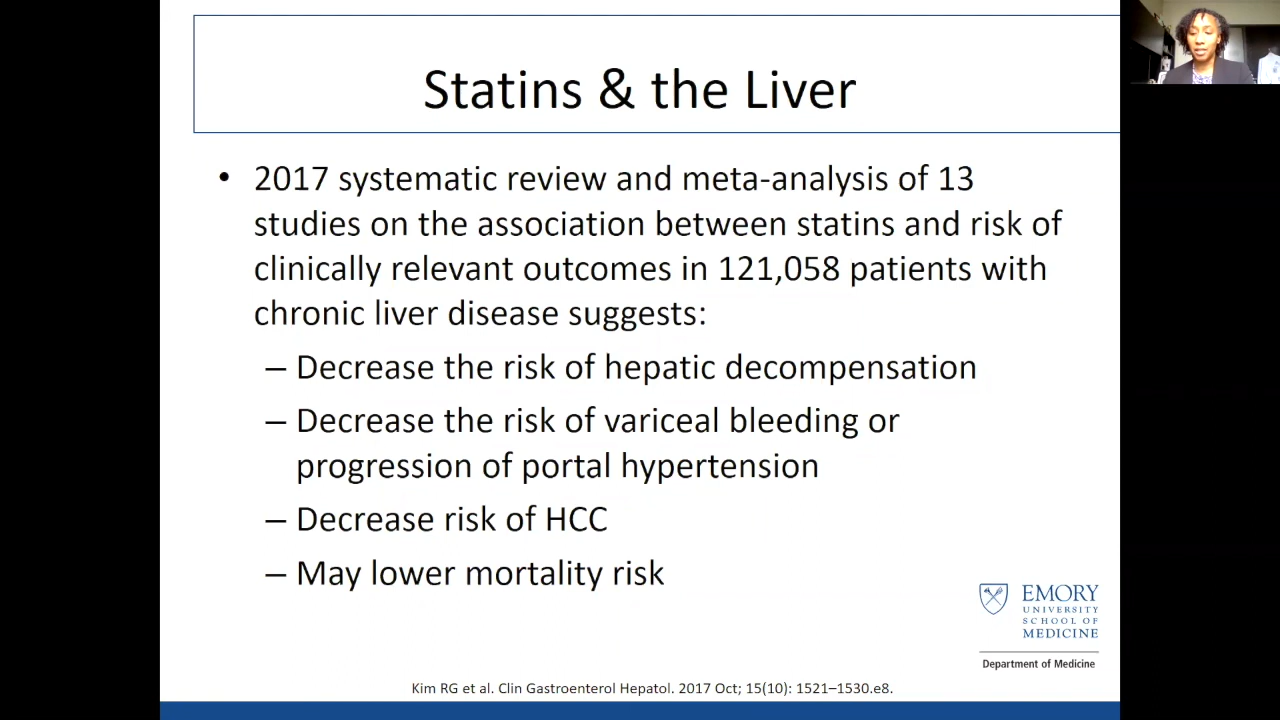 Statins & the Liver
• 2017 systematic review and meta-analysis of 13
studies on the association between statins and risk of
clinically relevant outcomes in 121,058 patients with
chronic liver disease suggests:
– Decrease the risk of hepatic decompensation
– Decrease the risk of variceal bleeding or
progression of portal hypertension
– Decrease risk of HCC
– May lower mortality risk
EMORY
UNIVERSITY
SCHOOL OF
MEDICINE
Department of Medicine
Kim RG et al. Clin Gastroenterol Hepatol. 2017 Oct; 15(10): 1521–1530.e8.